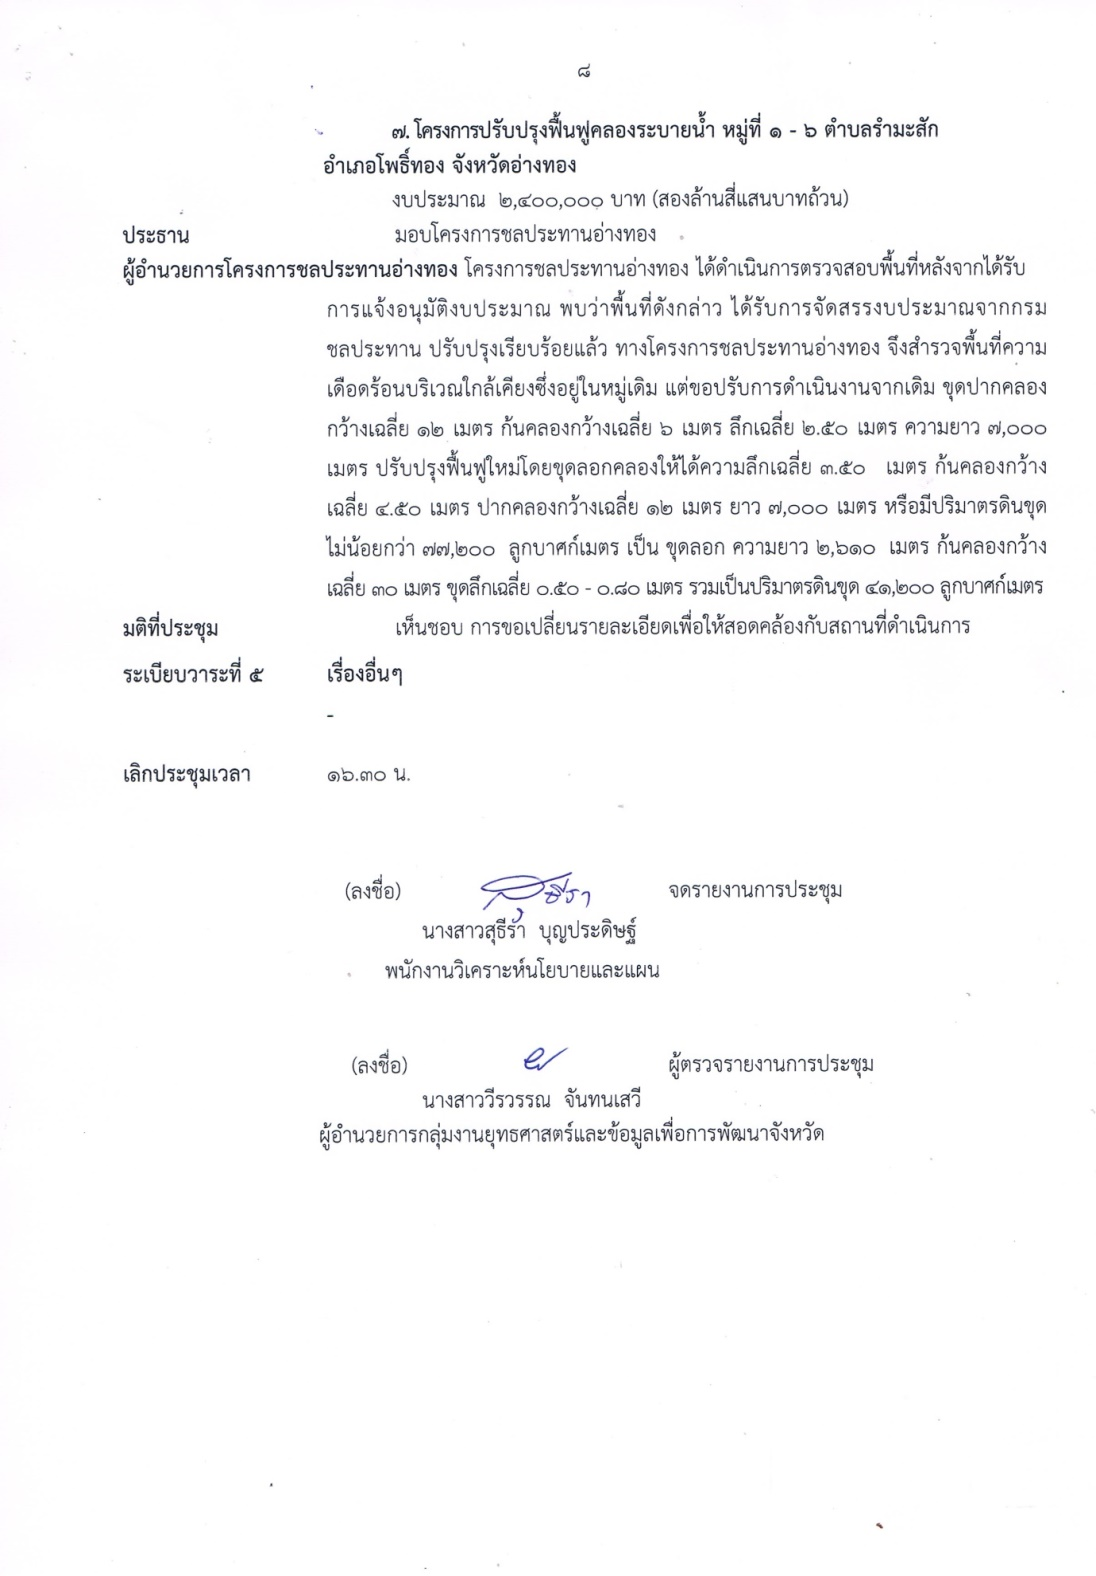 ๘
๗. โครงการปรับปรุงฟื้นฟูคลองระบายน้ำ หมู่ที่ ๑ - ๖ ตำบลรำมะสัก
อำเภอโพธิ์ทอง จังหวัดอ่างทอง
งบประมาณ ๒,๔๐๐,๐๐๐ บาท (สองล้านสี่แสนบาทถ้วน)
ประธาน มอบโครงการชลประทานอ่างทอง
ผู้อำนวยการโครงการชลประทานอ่างทอง โครงการชลประทานอ่างทอง ได้ดำเนินการตรวจสอบพื้นที่หลังจากได้รับ
การแจ้งอนุมัติงบประมาณ พบว่าพื้นที่ดังกล่าว ได้รับการจัดสรรงบประมาณจากกรม
ชลประทาน ปรับปรุงเรียบร้อยแล้ว ทางโครงการชลประทานอ่างทอง จึงสำรวจพื้นที่ความ
เดือดร้อนบริเวณใกล้เคียงซึ่งอยู่ในหมู่เดิม แต่ขอปรับการดำเนินงานจากเดิม ขุดปากคลอง
กว้างเฉลี่ย ๑๒ เมตร ก้นคลองกว้างเฉลี่ย ๖ เมตร ลึกเฉลี่ย ๒.๕๐ เมตร ความยาว ๗,๐๐๐
เมตร ปรับปรุงฟื้นฟูใหม่โดยขุดลอกคลองให้ได้ความลึกเฉลี่ย ๓.๕๐ เมตร ก้นคลองกว้าง
เฉลี่ย ๔.๕๐ เมตร ปากคลองกว้างเฉลี่ย ๑๒ เมตร ยาว ๗,๐๐๐ เมตร หรือมีปริมาตรดินขุด
ไม่น้อยกว่า ๗๗,๒๐๐ ลูกบาศก์เมตร เป็น ขุดลอก ความยาว ๒,๖๑๐ เมตร ก้นคลองกว้าง
เฉลี่ย ๓๐ เมตร ขุดลึกเฉลี่ย ๐.๕๐ - ๐.๘๐ เมตร รวมเป็นปริมาตรดินขุด ๔๑,๒๐๐ ลูกบาศก์เมตร
มติที่ประชุม เห็นชอบ การขอเปลี่ยนรายละเอียดเพื่อให้สอดคล้องกับสถานที่ดำเนินการ
ระเบียบวาระที่ ๕ เรื่องอื่นๆ
-
เลิกประชุมเวลา ๑๖.๓๐ น.
(ลงชื่อ) สุธีรา จดรายงานการประชุม
นางสาวสุธีรา บุญประดิษฐ์
พนักงานวิเคราะห์นโยบายและแผน
(ลงชื่อ) ผู้ตรวจรายงานการประชุม
นางสาววีรวรรณ จันทนเสวี
ผู้อำนวยการกลุ่มงานยุทธศาสตร์และข้อมูลเพื่อการพัฒนาจังหวัด